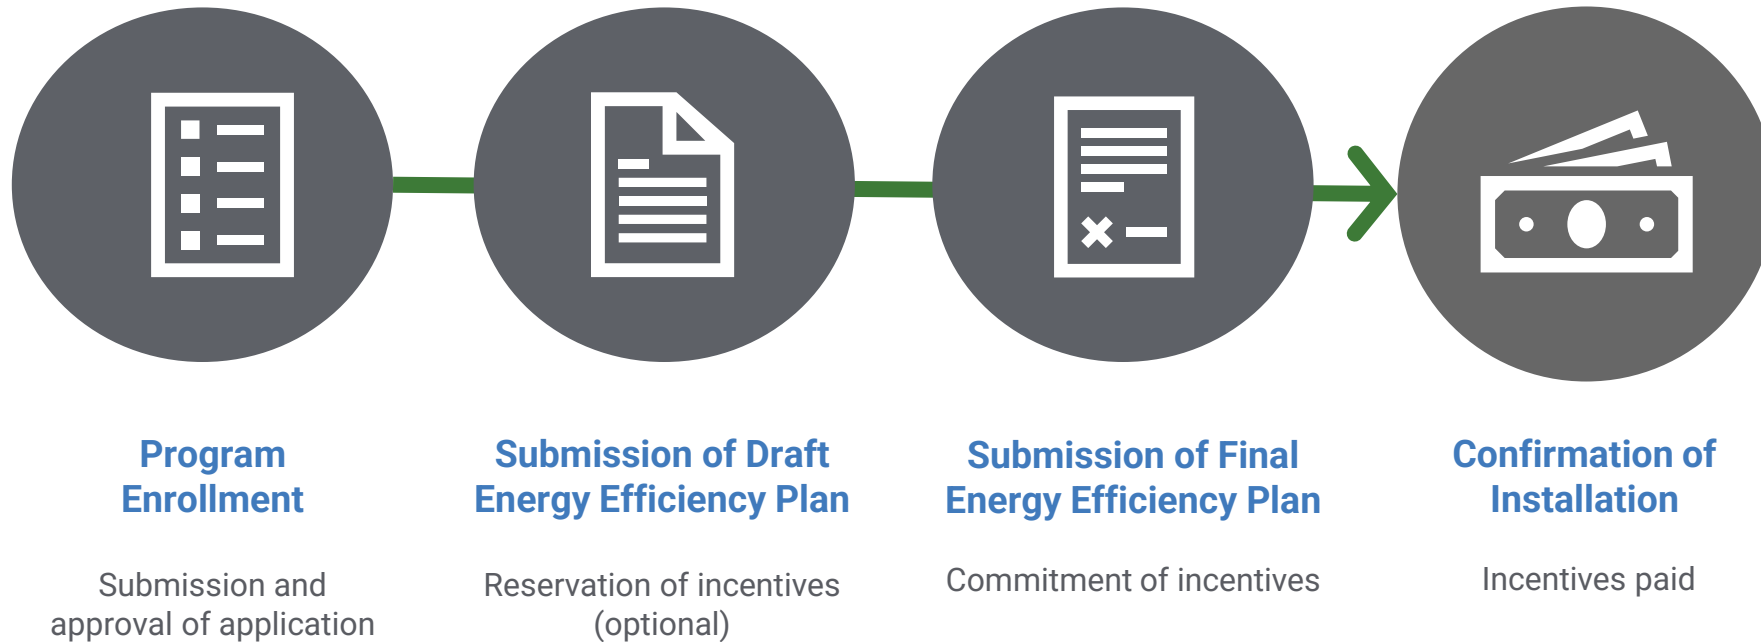 Program
Enrollment
Submission and
approval of application
Submission of Draft
Energy Efficiency Plan
Reservation of incentives
(optional)
Submission of Final
Energy Efficiency Plan
Commitment of incentives
Confirmation of
Installation
Incentives paid